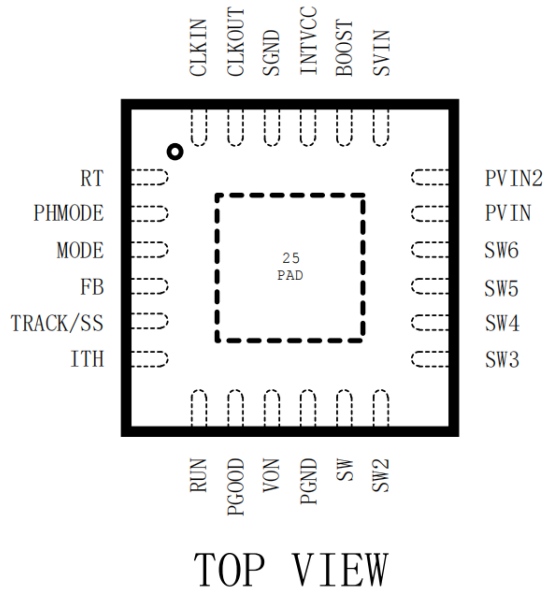 CLKIN
CLKOUT
SGND
INTVCC
BOOST
SVIN
RT
PHMODE
MODE
FB
TRACK/SS
ITH
25
PAD
PVIN2
PVIN
SW6
SW5
SW4
SW3
RUN
PGOOD
VON
PGND
SW
SW2
TOP VIEW